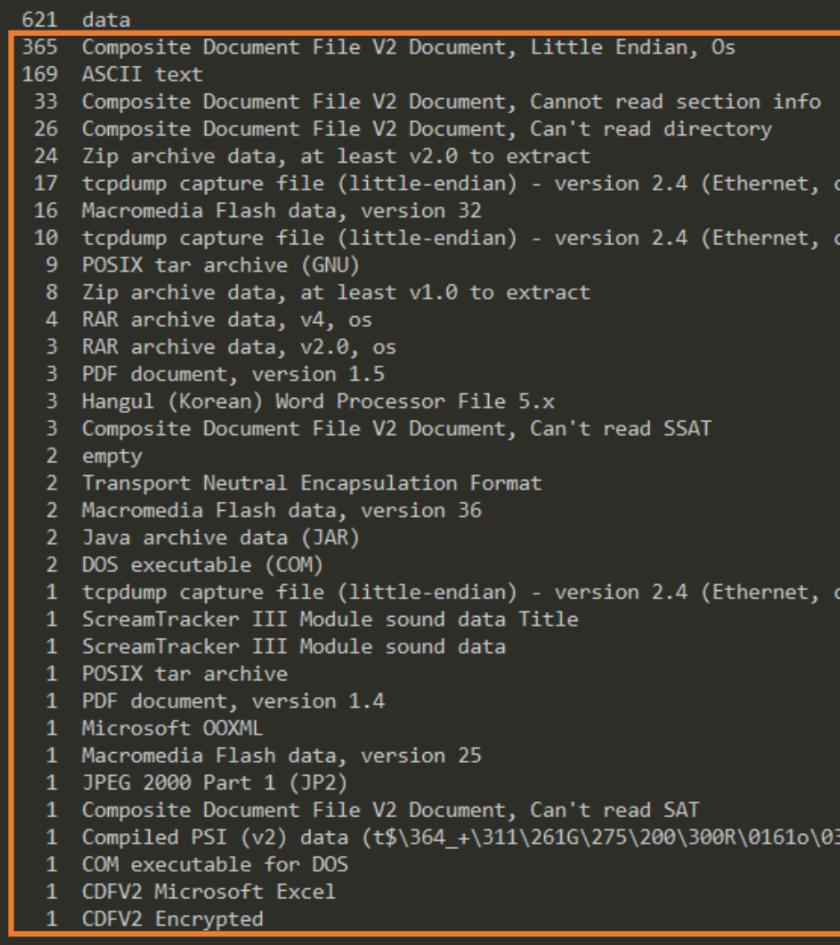 621 data
365 Composite Document File V2 Document, Little Endian, Os
169 ASCII text
33 Composite Document File V2 Document, Cannot read section info
26 Composite Document File V2 Document, Can't read directory
24 Zip archive data, at least v2.0 to extract
17 tcpdump capture file (little-endian) - version 2.4 (Ethernet,
16 Macromedia Flash data, version 32
10 tcpdump capture file (little-endian) - version 2.4 (Ethernet,
9 POSIX tar archive (GNU)
8 Zip archive data, at least v1.0 to extract
4 RAR archive data, v4, os
3 RAR archive data, v2.0, os
3 PDF document, version 1.5
3 Hangul (Korean) Word Processor File 5.x
3 Composite Document File V2 Document, Can't read SSAT
2 empty
2 Transport Neutral Encapsulation Format
2 Macromedia Flash data, version 36
2 Java archive data (JAR)
2 DOS executable (COM)
1 tcpdump capture file (little-endian) - version 2.4 (Ethernet,
1 ScreamTracker III Module sound data Title
1 ScreamTracker III Module sound data
1 POSIX tar archive
1 PDF document, version 1.4
1 Microsoft OOXML
1 Macromedia Flash data, version 25
1 JPEG 2000 Part 1 (JP2)
1 Composite Document File V2 Document, Can't read SAT
1 Compiled PSI (v2) data (t$\364_+\311\261G\275\200\300R\0161o\03
1 COM executable for DOS
1 CDFV2 Microsoft Excel
1 CDFV2 Encrypted